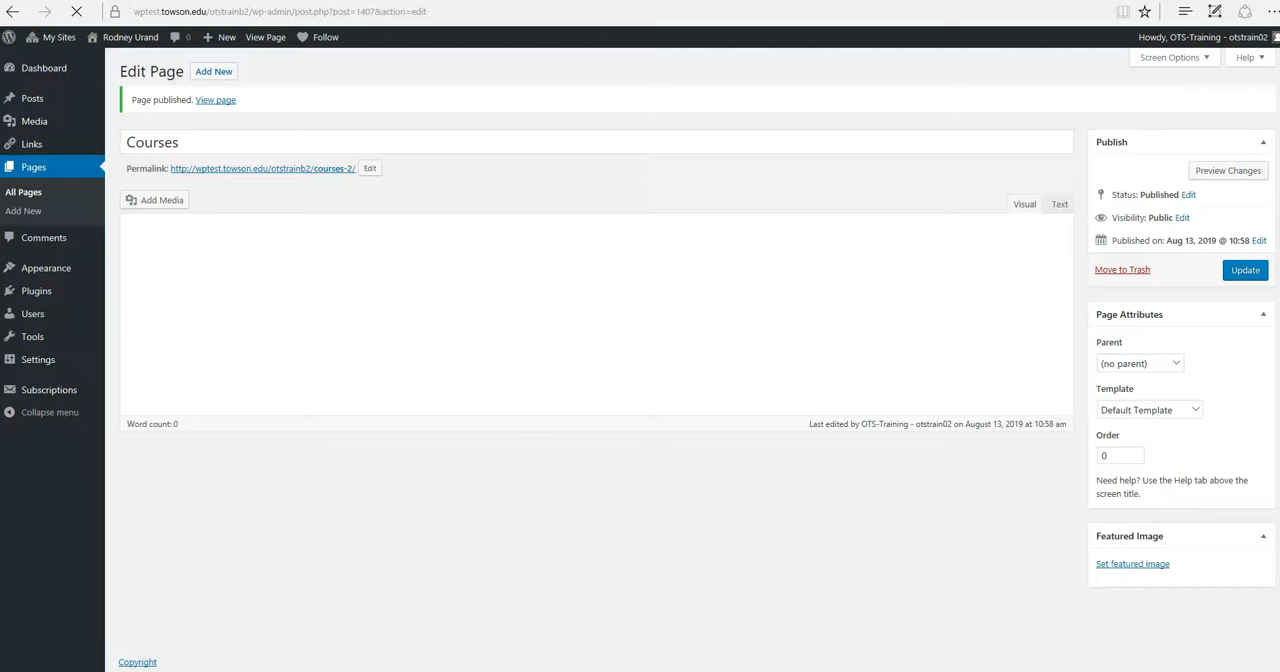 wptest.towson.edu/otstrainb2/wp-admin/post.php?post=1407&action=edit
My Sites Rodney Urand 0 New View Page Follow Howdy, OTS-Training - otstrain02
Dashboard
Posts
Media
Links
Pages
All Pages
Add New
Comments
Appearance
Plugins
Users
Tools
Settings
Subscriptions
Collapse menu
Screen Options Help
Edit Page Add New
Page published. View page
Courses
Permalink: http://wptest.towson.edu/otstrainb2/courses-2/ Edit
Add Media
Visual Text
Word count: 0 Last edited by OTS-Training - otstrain02 on August 13, 2019 at 10:58 am
Publish
Preview Changes
Status: Published Edit
Visibility: Public Edit
Published on: Aug 13, 2019 @ 10:58 Edit
Move to Trash Update
Page Attributes
Parent
(no parent)
Template
Default Template
Order
0
Need help? Use the Help tab above the
screen title.
Featured Image
Set featured image
Copyright